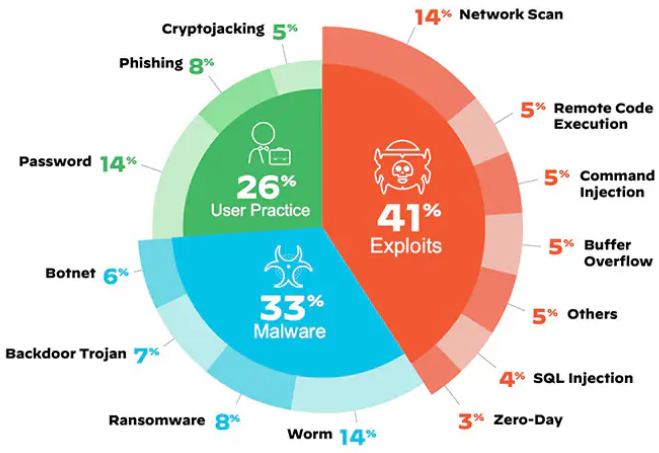 Cryptojacking 5%
Phishing 8%
Password 14%
26%
User Practice
14% Network Scan
5% Remote Code
Execution
5% Command
Injection
5% Buffer
Overflow
5% Others
4% SQL Injection
3% Zero-Day
41%
Exploits
33%
Malware
Botnet 6%
Backdoor Trojan 7%
Ransomware 8%
Worm 14%